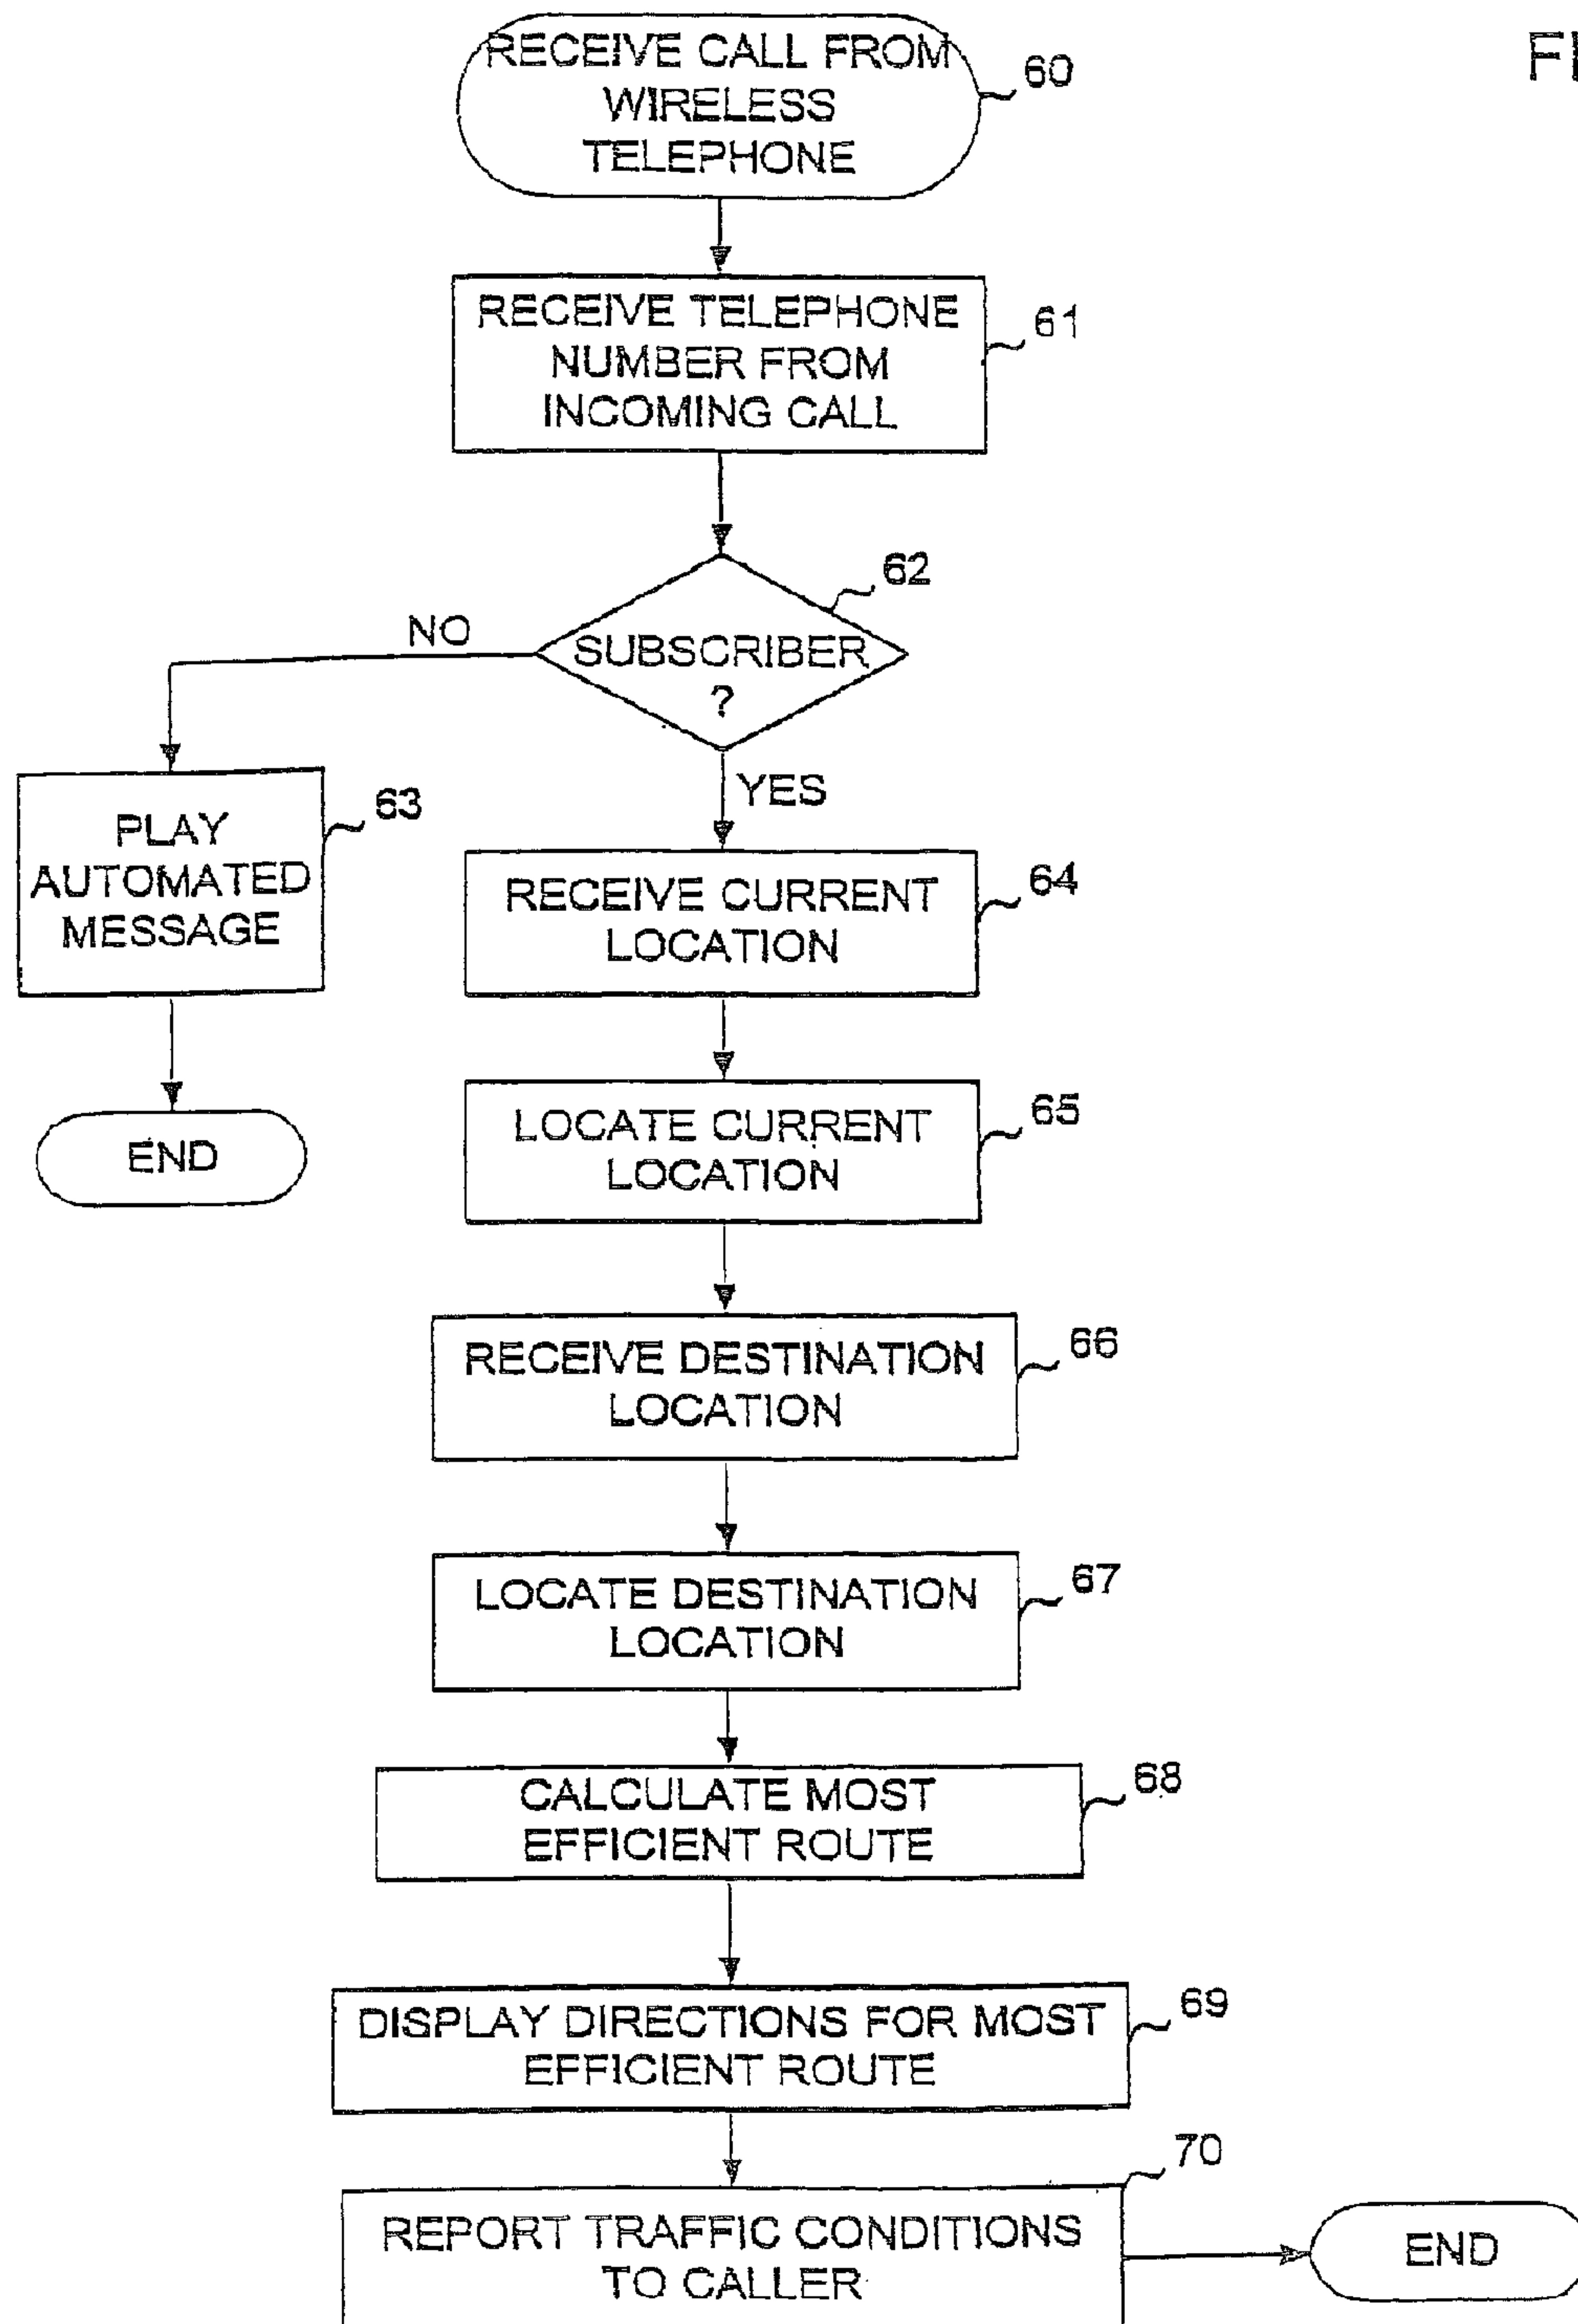 RECEIVE CALL FROM
WIRELESS
TELEPHONE
60
RECEIVE TELEPHONE
NUMBER FROM
INCOMING CALL
61
62
SUBSCRIBER
?
NO
YES
PLAY
AUTOMATED
MESSAGE
63
END
RECEIVE CURRENT
LOCATION
64
LOCATE CURRENT
LOCATION
65
RECEIVE DESTINATION
LOCATION
66
LOCATE DESTINATION
LOCATION
67
CALCULATE MOST
EFFICIENT ROUTE
68
DISPLAY DIRECTIONS FOR MOST
EFFICIENT ROUTE
69
REPORT TRAFFIC CONDITIONS
TO CALLER
70
END